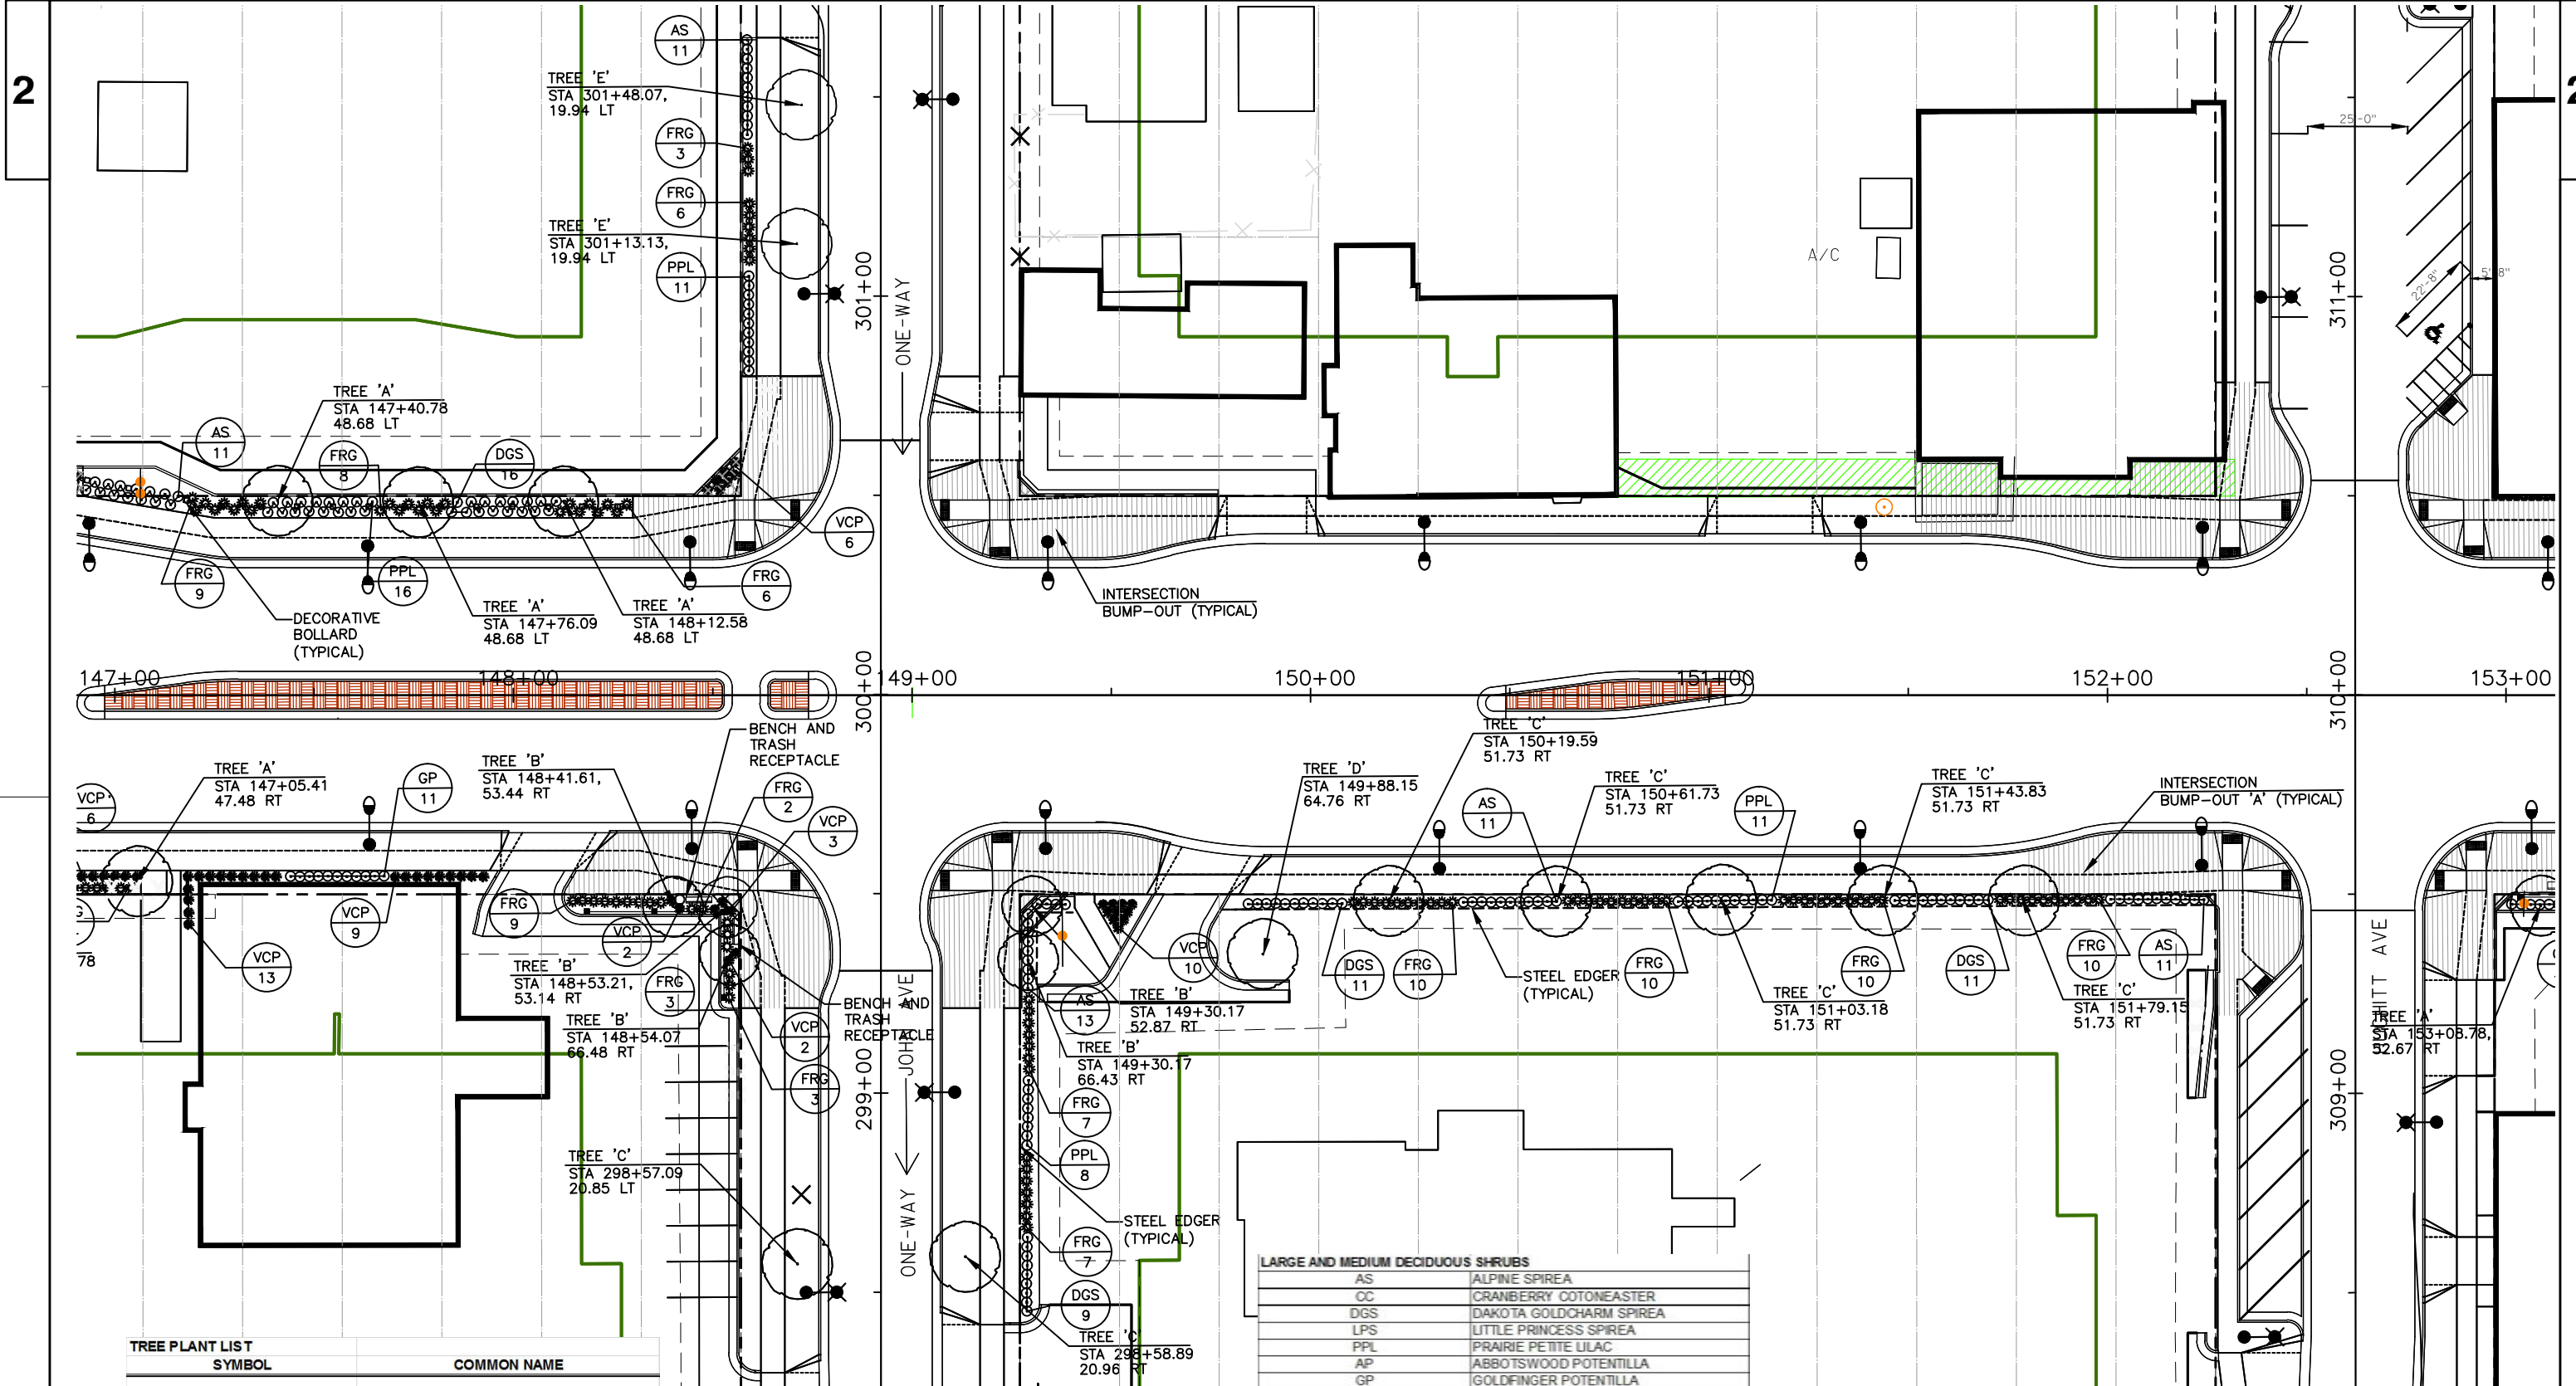 2
AS
11
TREE 'E'
STA 301+48.07,
19.94 LT
FRG
3
FRG
6
TREE 'E'
STA 301+13.13,
19.94 LT
PPL
11
301+00
ONE-WAY
A/C
25'-0"
22'-8"
311+00
TREE 'A'
STA 147+40.78
48.68 LT
AS
11
FRG
8
DGS
16
VCP
6
FRG
9
PPL
16
FRG
6
DECORATIVE
BOLLARD
(TYPICAL)
TREE 'A'
STA 147+76.09
48.68 LT
TREE 'A'
STA 148+12.58
48.68 LT
INTERSECTION
BUMP-OUT (TYPICAL)
147+00
148+00
300+00
149+00
150+00
151+00
152+00
310+00
153+00
BENCH AND
TRASH
RECEPTACLE
TREE 'C'
STA 150+19.59
51.73 RT
VCP
6
TREE 'A'
STA 147+05.41
47.48 RT
GP
11
TREE 'B'
STA 148+41.61,
53.44 RT
FRG
2
VCP
3
TREE 'D'
STA 149+88.15
64.76 RT
AS
11
TREE 'C'
STA 150+61.73
51.73 RT
PPL
11
TREE 'C'
STA 151+43.83
51.73 RT
INTERSECTION
BUMP-OUT 'A' (TYPICAL)
78
VCP
13
VCP
9
FRG
9
VCP
2
TREE 'B'
STA 148+53.21,
53.14 RT
FRG
3
TREE 'B'
STA 148+54.07
66.48 RT
BENCH AND
TRASH
RECEPTACLE
VCP
2
FRG
3
JOHN AVE
299+00
VCP
10
AS
13
TREE 'B'
STA 149+30.17
52.87 RT
TREE 'B'
STA 149+30.17
66.43 RT
DGS
11
FRG
10
STEEL EDGER
(TYPICAL)
FRG
10
TREE 'C'
STA 151+03.18
51.73 RT
FRG
10
DGS
11
FRG
10
AS
11
TREE 'C'
STA 151+79.15
51.73 RT
TREE 'A'
STA 153+08.78,
52.67 RT
309+00
FRG
7
PPL
8
STEEL EDGER
(TYPICAL)
FRG
7
DGS
9
TREE 'C'
STA 298+57.09
20.85 LT
ONE-WAY
TREE 'C'
STA 298+58.89
20.96 RT
TREE PLANT LIST
SYMBOL COMMON NAME
LARGE AND MEDIUM DECIDUOUS SHRUBS
AS ALPINE SPIREA
CC CRANBERRY COTONEASTER
DGS DAKOTA GOLDCHARM SPIREA
LPS LITTLE PRINCESS SPIREA
PPL PRAIRIE PETITE LILAC
AP ABBOTSWOOD POTENTILLA
GP GOLDFINGER POTENTILLA